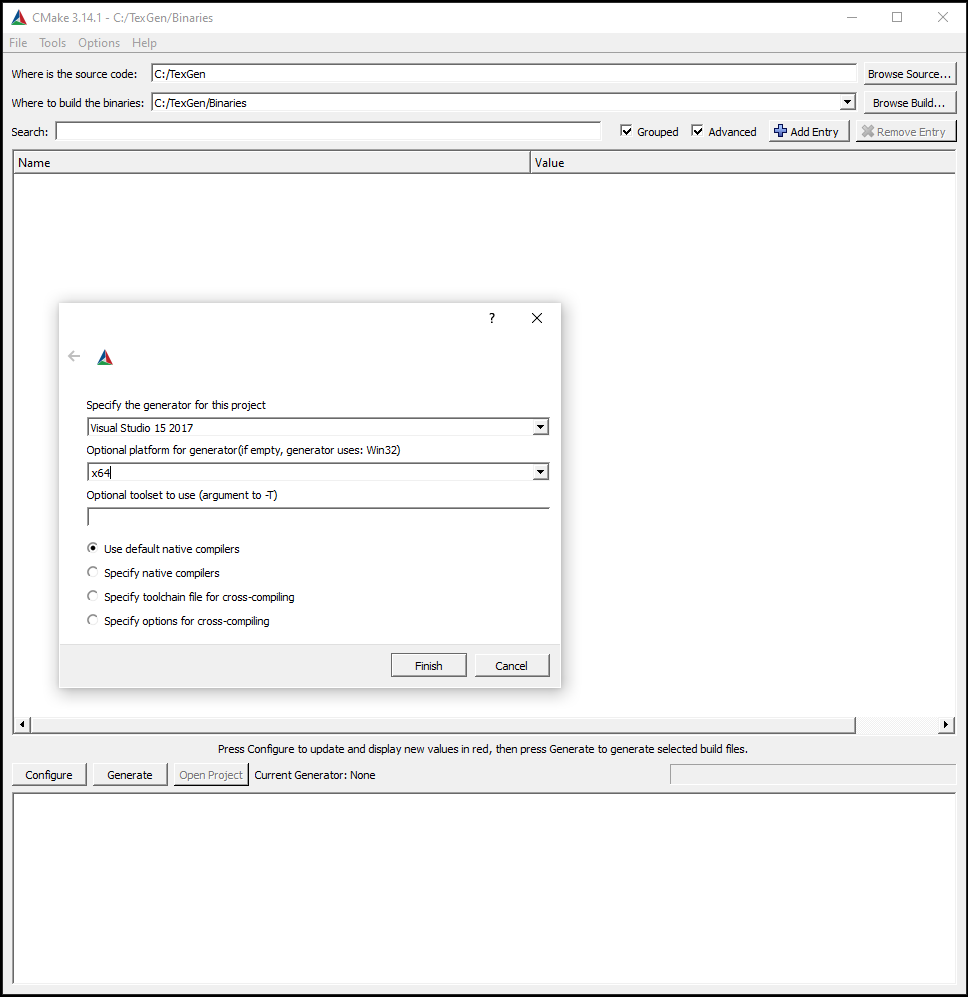 CMake 3.14.1 - C:/TexGen/Binaries
File Tools Options Help
Where is the source code: C:/TexGen Browse Source...
Where to build the binaries: C:/TexGen/Binaries Browse Build...
Search: Grouped Advanced Add Entry Remove Entry
Name Value
?
Specify the generator for this project
Visual Studio 15 2017
Optional platform for generator(if empty, generator uses: Win32)
x64
Optional toolset to use (argument to -T)
Use default native compilers
Specify native compilers
Specify toolchain file for cross-compiling
Specify options for cross-compiling
Finish Cancel
Press Configure to update and display new values in red, then press Generate to generate selected build files.
Configure Generate Open Project Current Generator: None